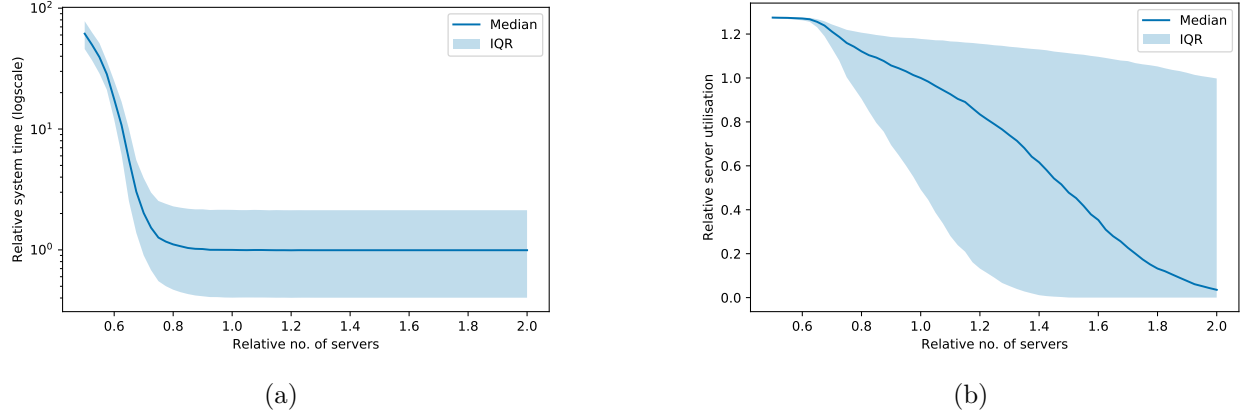 10²
10¹
10⁰
Relative system time (logscale)
0.6 0.8 1.0 1.2 1.4 1.6 1.8 2.0
Relative no. of servers
Median
IQR
(a)
1.2
1.0
0.8
0.6
0.4
0.2
0.0
Relative server utilisation
0.6 0.8 1.0 1.2 1.4 1.6 1.8 2.0
Relative no. of servers
Median
IQR
(b)